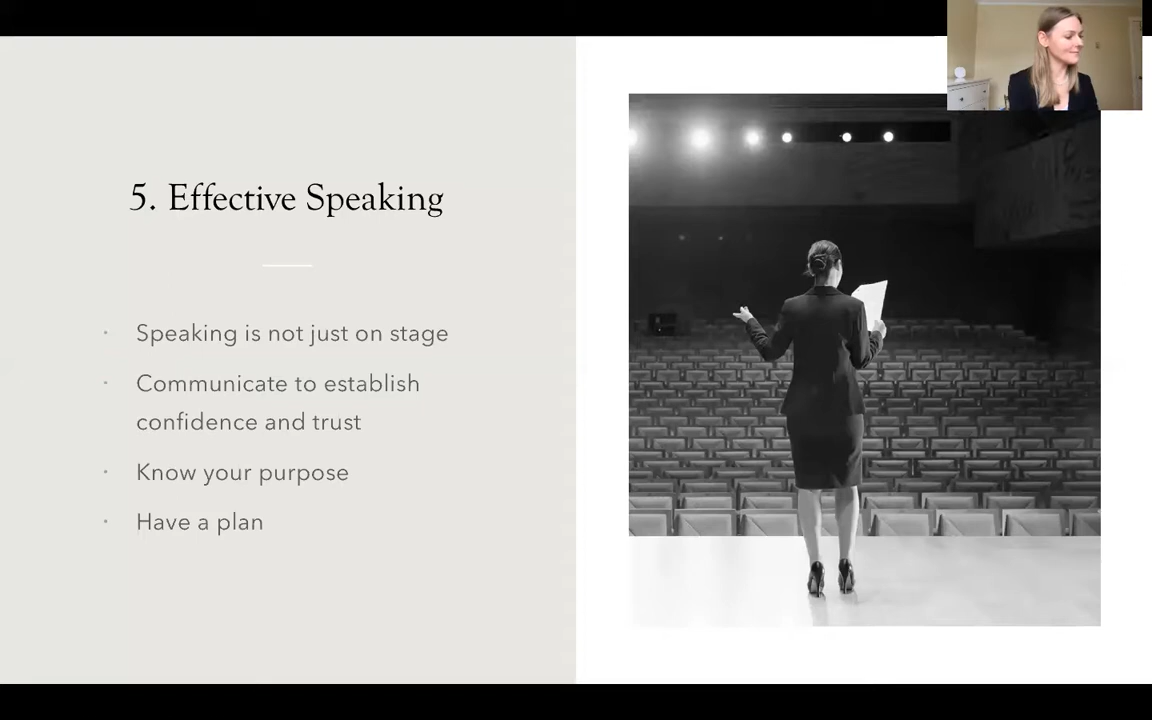 5. Effective Speaking
· Speaking is not just on stage
· Communicate to establish
confidence and trust
· Know your purpose
· Have a plan